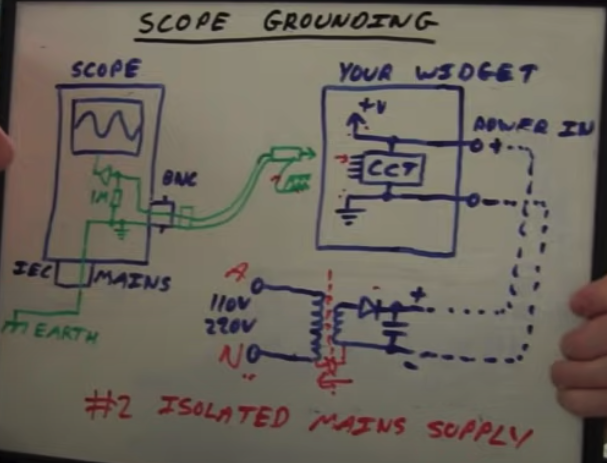 SCOPE GROUNDING
SCOPE
YOUR WIDGET
+V
POWER IN
+
BNC
CCT
1M
IEC MAINS
A
110V
220V
N
EARTH
+
-
#2 ISOLATED MAINS SUPPLY